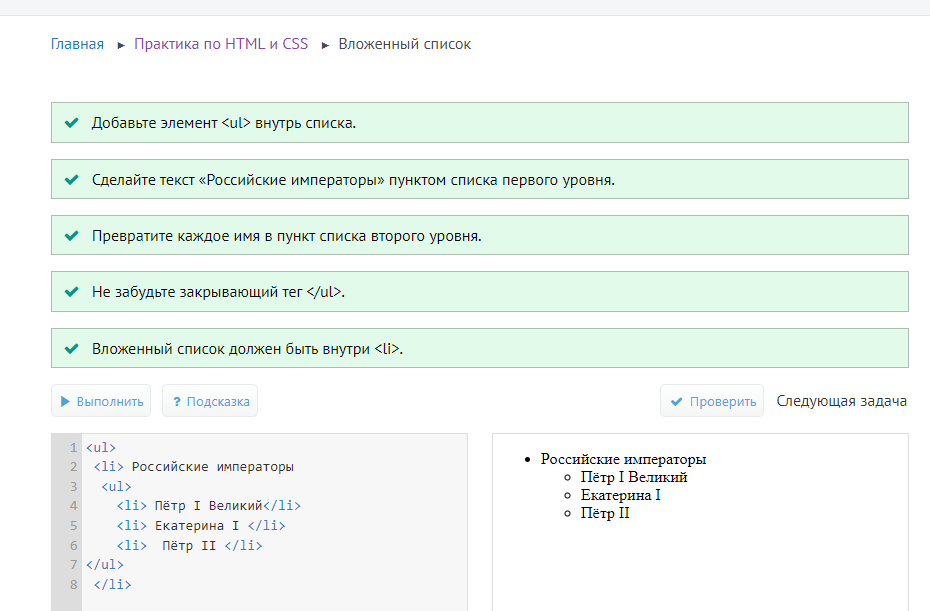 Главная ▸ Практика по HTML и CSS ▸ Вложенный список
Добавьте элемент <ul> внутрь списка.
Сделайте текст «Российские императоры» пунктом списка первого уровня.
Превратите каждое имя в пункт списка второго уровня.
Не забудьте закрывающий тег </ul>.
Вложенный список должен быть внутри <li>.
Выполнить ? Подсказка Проверить Следующая задача
1 <ul>
2 <li> Российские императоры
3 <ul>
4 <li> Пётр I Великий</li>
5 <li> Екатерина I </li>
6 <li> Пётр II </li>
7 </ul>
8 </li>
• Российские императоры
◦ Пётр I Великий
◦ Екатерина I
◦ Пётр II